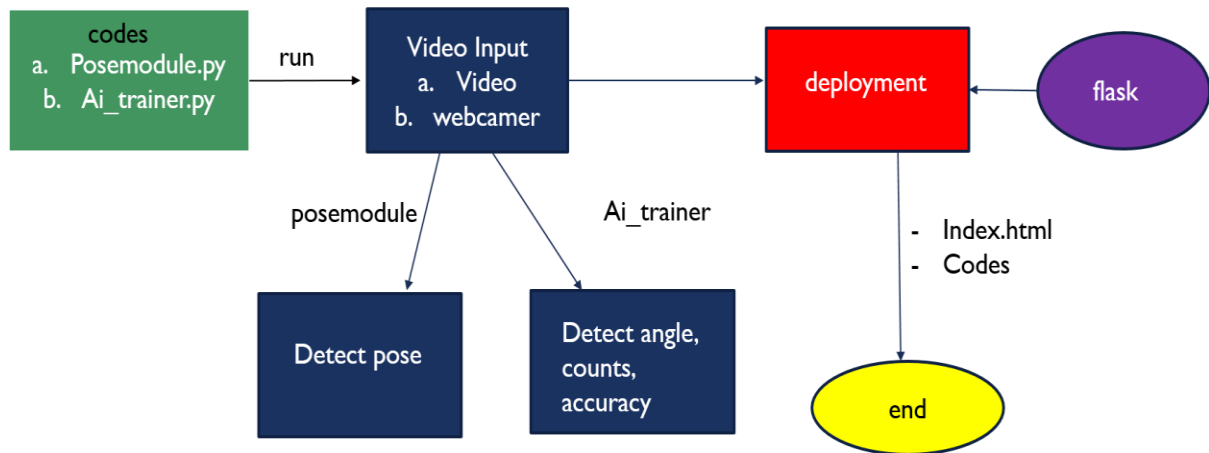 codes
a. Posemodule.py
b. Ai_trainer.py
run
Video Input
a. Video
b. webcamer
deployment
flask
posemodule
Ai_trainer
- Index.html
- Codes
Detect pose
Detect angle,
counts,
accuracy
end